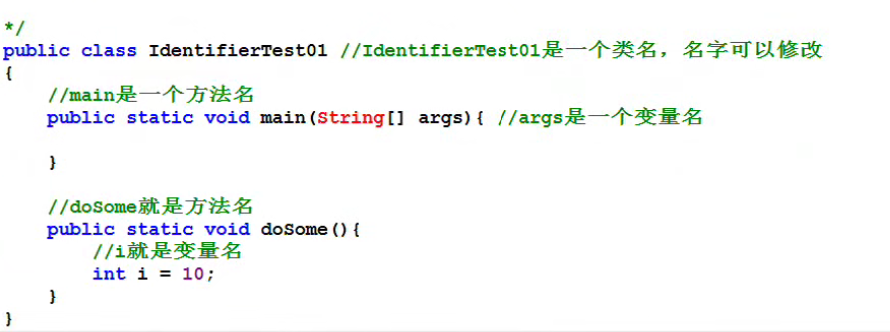 */
public class IdentifierTest01 //IdentifierTest01是一个类名，名字可以修改
{
    //main是一个方法名
    public static void main(String[] args){ //args是一个变量名
    }
    //doSome就是方法名
    public static void doSome(){
        //i就是变量名
        int i = 10;
    }
}